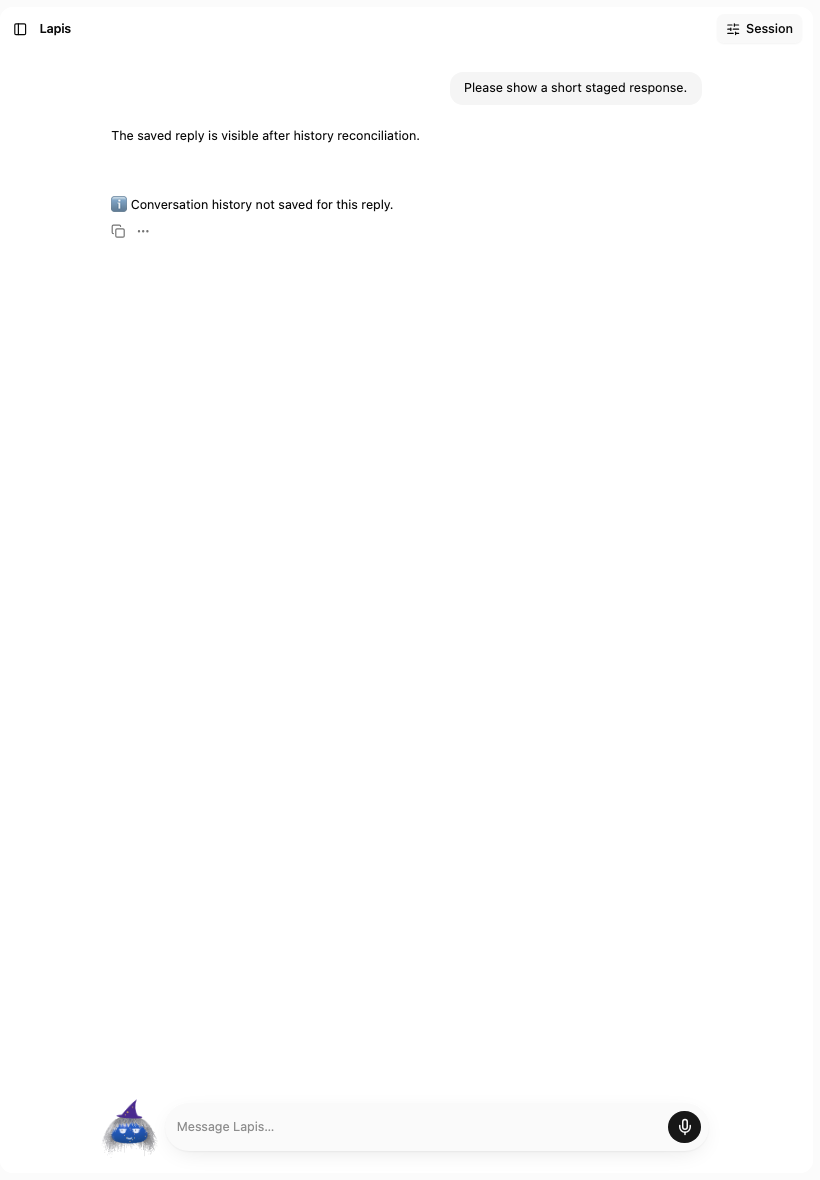 Lapis
Session
Please show a short staged response.
The saved reply is visible after history reconciliation.
ℹ️ Conversation history not saved for this reply.
Message Lapis...